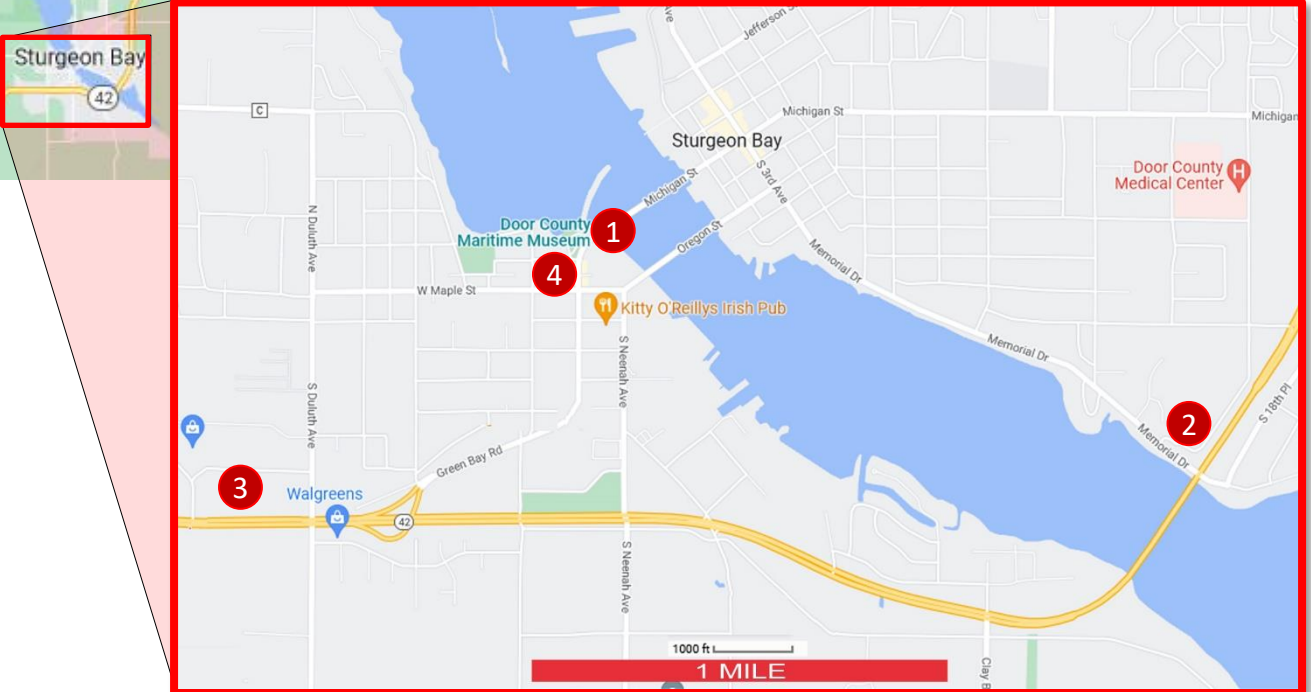 Sturgeon Bay
42
ve
Jefferson S
C
Michigan St
Michigan
Sturgeon Bay
Door County
Medical Center
H
S 3rd Ave
Michigan St
N Duluth Ave
Door County
Maritime Museum
1
Oregon St
Memorial Dr
4
W Maple St
Kitty O'Reillys Irish Pub
S Neenah Ave
Memorial Dr
S Duluth Ave
S 18th Pl
2
Memorial Dr
Green Bay Rd
3
Walgreens
42
S Neenah Ave
1000 ft
1 MILE
Clay B